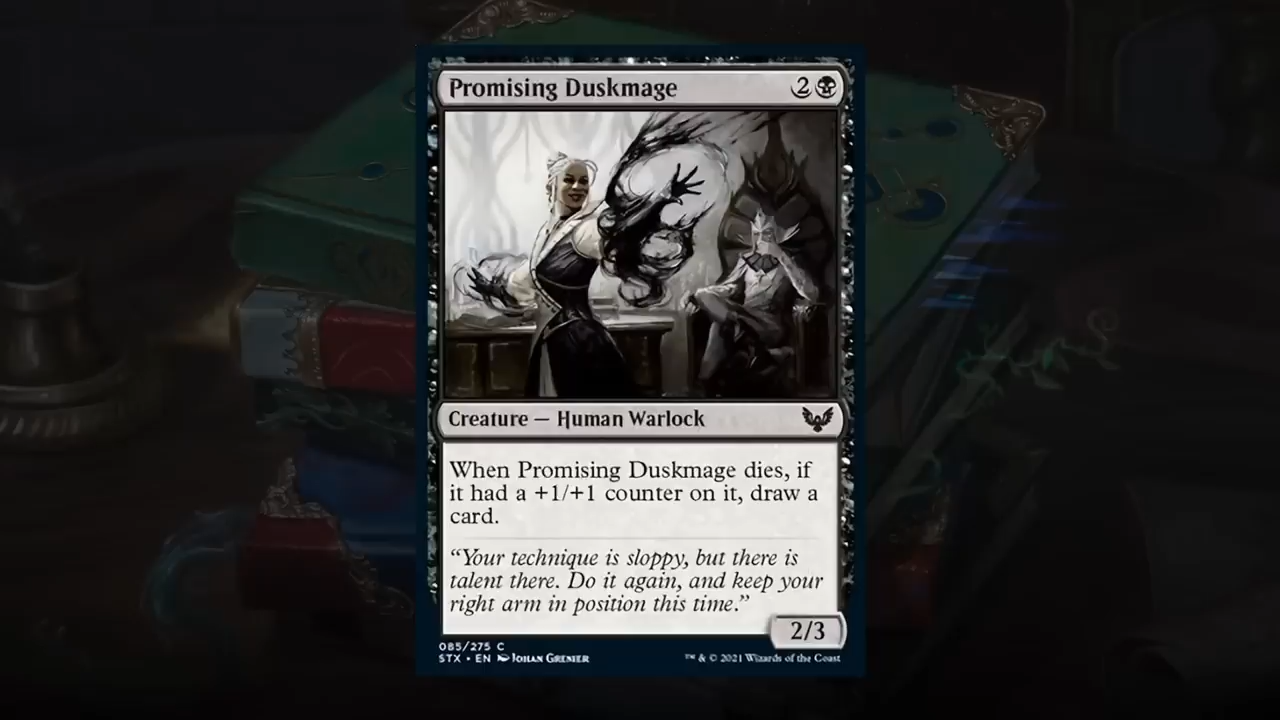 Promising Duskmage 2
Creature — Human Warlock
When Promising Duskmage dies, if
it had a +1/+1 counter on it, draw a
card.
“Your technique is sloppy, but there is
talent there. Do it again, and keep your
right arm in position this time.”
2/3
085/275 C
STX • EN Johan Grenier
™ & © 2021 Wizards of the Coast